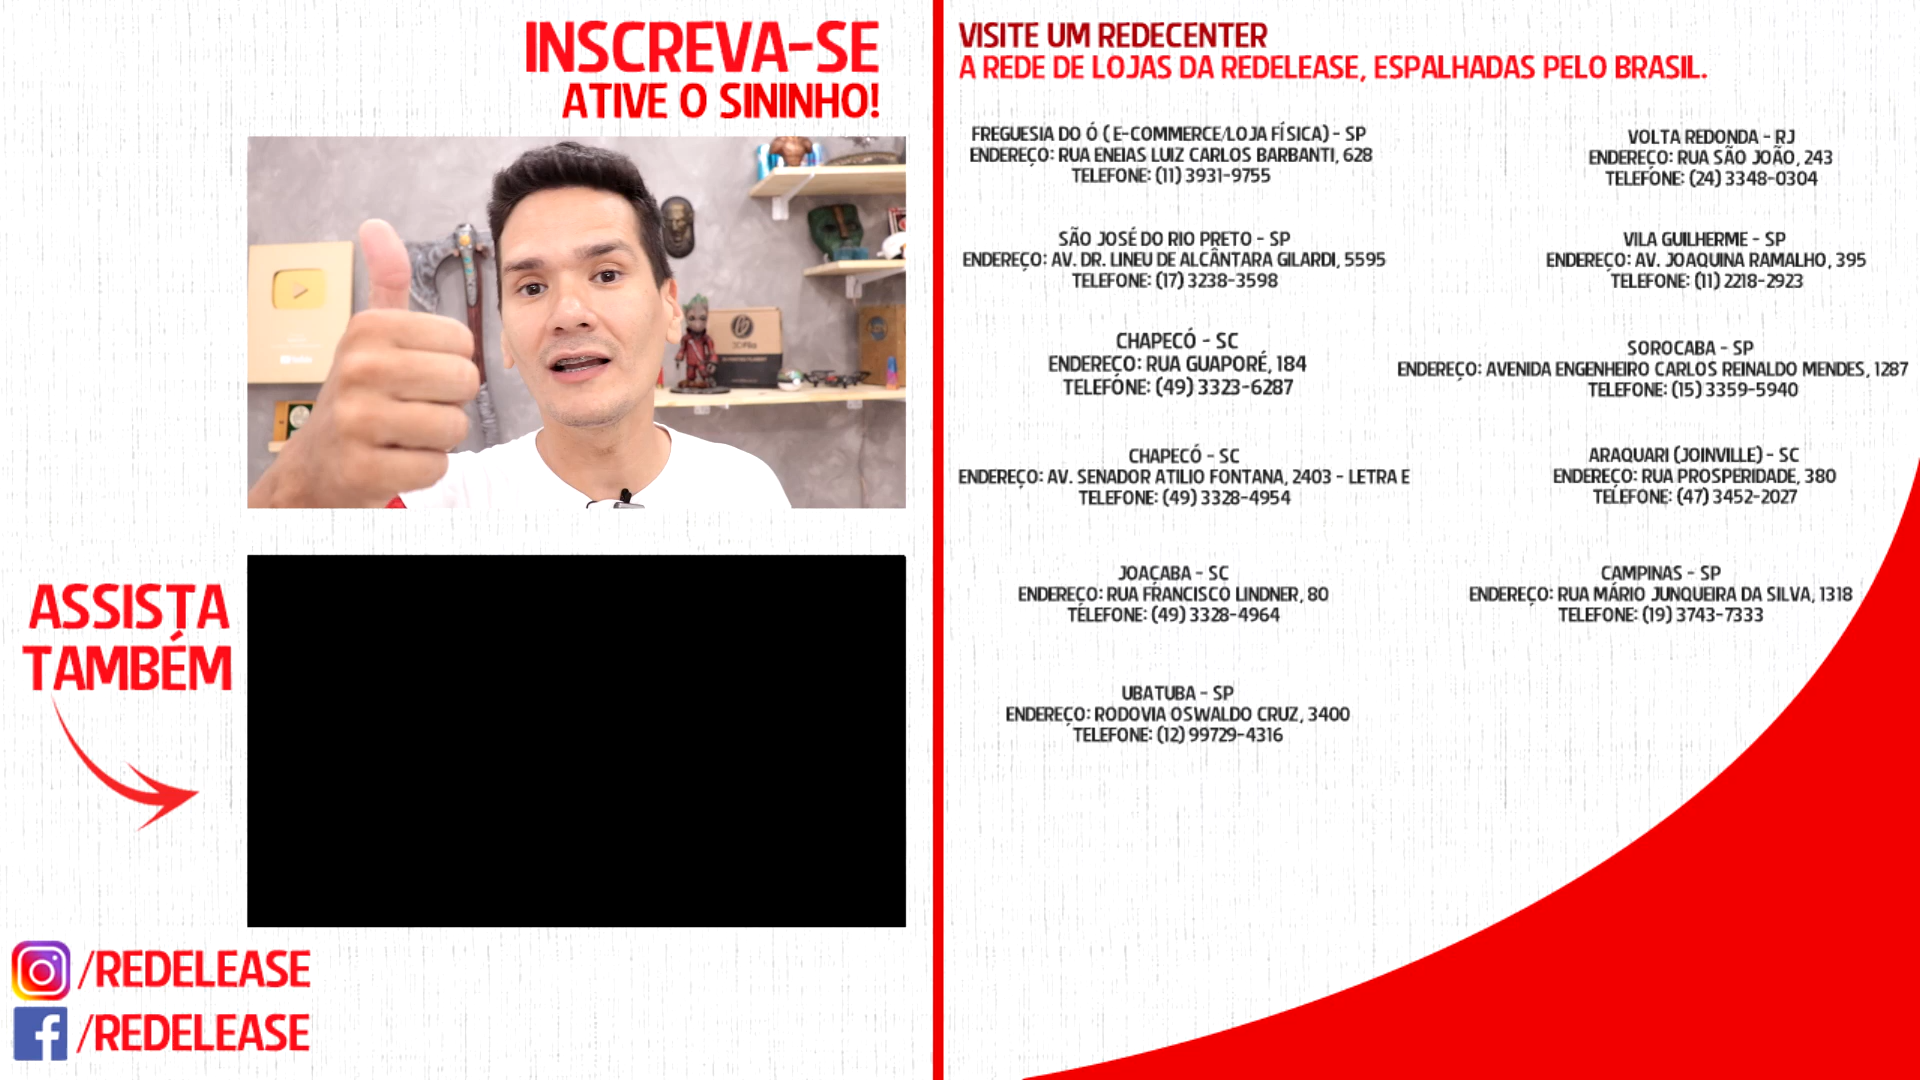 INSCREVA-SE
ATIVE O SININHO!
ASSISTA
TAMBÉM
/REDELEASE
/REDELEASE
VISITE UM REDECENTER
A REDE DE LOJAS DA REDELEASE, ESPALHADAS PELO BRASIL.
FREGUESIA DO Ó ( E-COMMERCE/LOJA FÍSICA) - SP
ENDEREÇO: RUA ENEIAS LUIZ CARLOS BARBANTI, 628
TELEFONE: (11) 3931-9755
SÃO JOSÉ DO RIO PRETO - SP
ENDEREÇO: AV. DR. LINEU DE ALCÂNTARA GILARDI, 5595
TELEFONE: (17) 3238-3598
CHAPECÓ - SC
ENDEREÇO: RUA GUAPORÉ, 184
TELEFONE: (49) 3323-6287
CHAPECÓ - SC
ENDEREÇO: AV. SENADOR ATILIO FONTANA, 2403 - LETRA E
TELEFONE: (49) 3328-4954
JOAÇABA - SC
ENDEREÇO: RUA FRANCISCO LINDNER, 80
TELEFONE: (49) 3328-4964
UBATUBA - SP
ENDEREÇO: RODOVIA OSWALDO CRUZ, 3400
TELEFONE: (12) 99729-4316
VOLTA REDONDA - RJ
ENDEREÇO: RUA SÃO JOÃO, 243
TELEFONE: (24) 3348-0304
VILA GUILHERME - SP
ENDEREÇO: AV. JOAQUINA RAMALHO, 395
TELEFONE: (11) 2218-2923
SOROCABA - SP
ENDEREÇO: AVENIDA ENGENHEIRO CARLOS REINALDO MENDES, 1287
TELEFONE: (15) 3359-5940
ARAQUARI (JOINVILLE) - SC
ENDEREÇO: RUA PROSPERIDADE, 380
TELEFONE: (47) 3452-2027
CAMPINAS - SP
ENDEREÇO: RUA MÁRIO JUNQUEIRA DA SILVA, 1318
TELEFONE: (19) 3743-7333